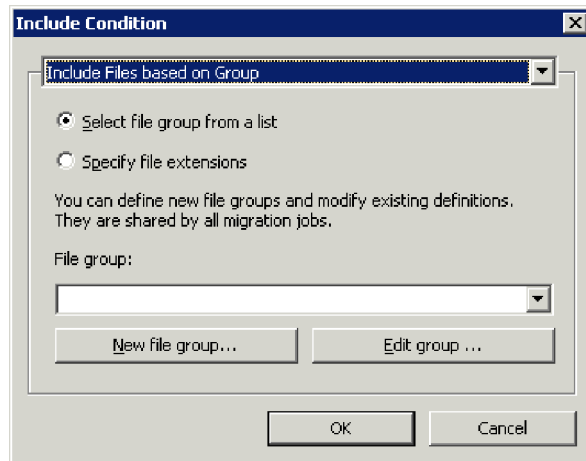 Include Condition
Include Files based on Group
Select file group from a list
Specify file extensions
You can define new file groups and modify existing definitions.
They are shared by all migration jobs.
File group:
New file group...
Edit group ...
OK
Cancel